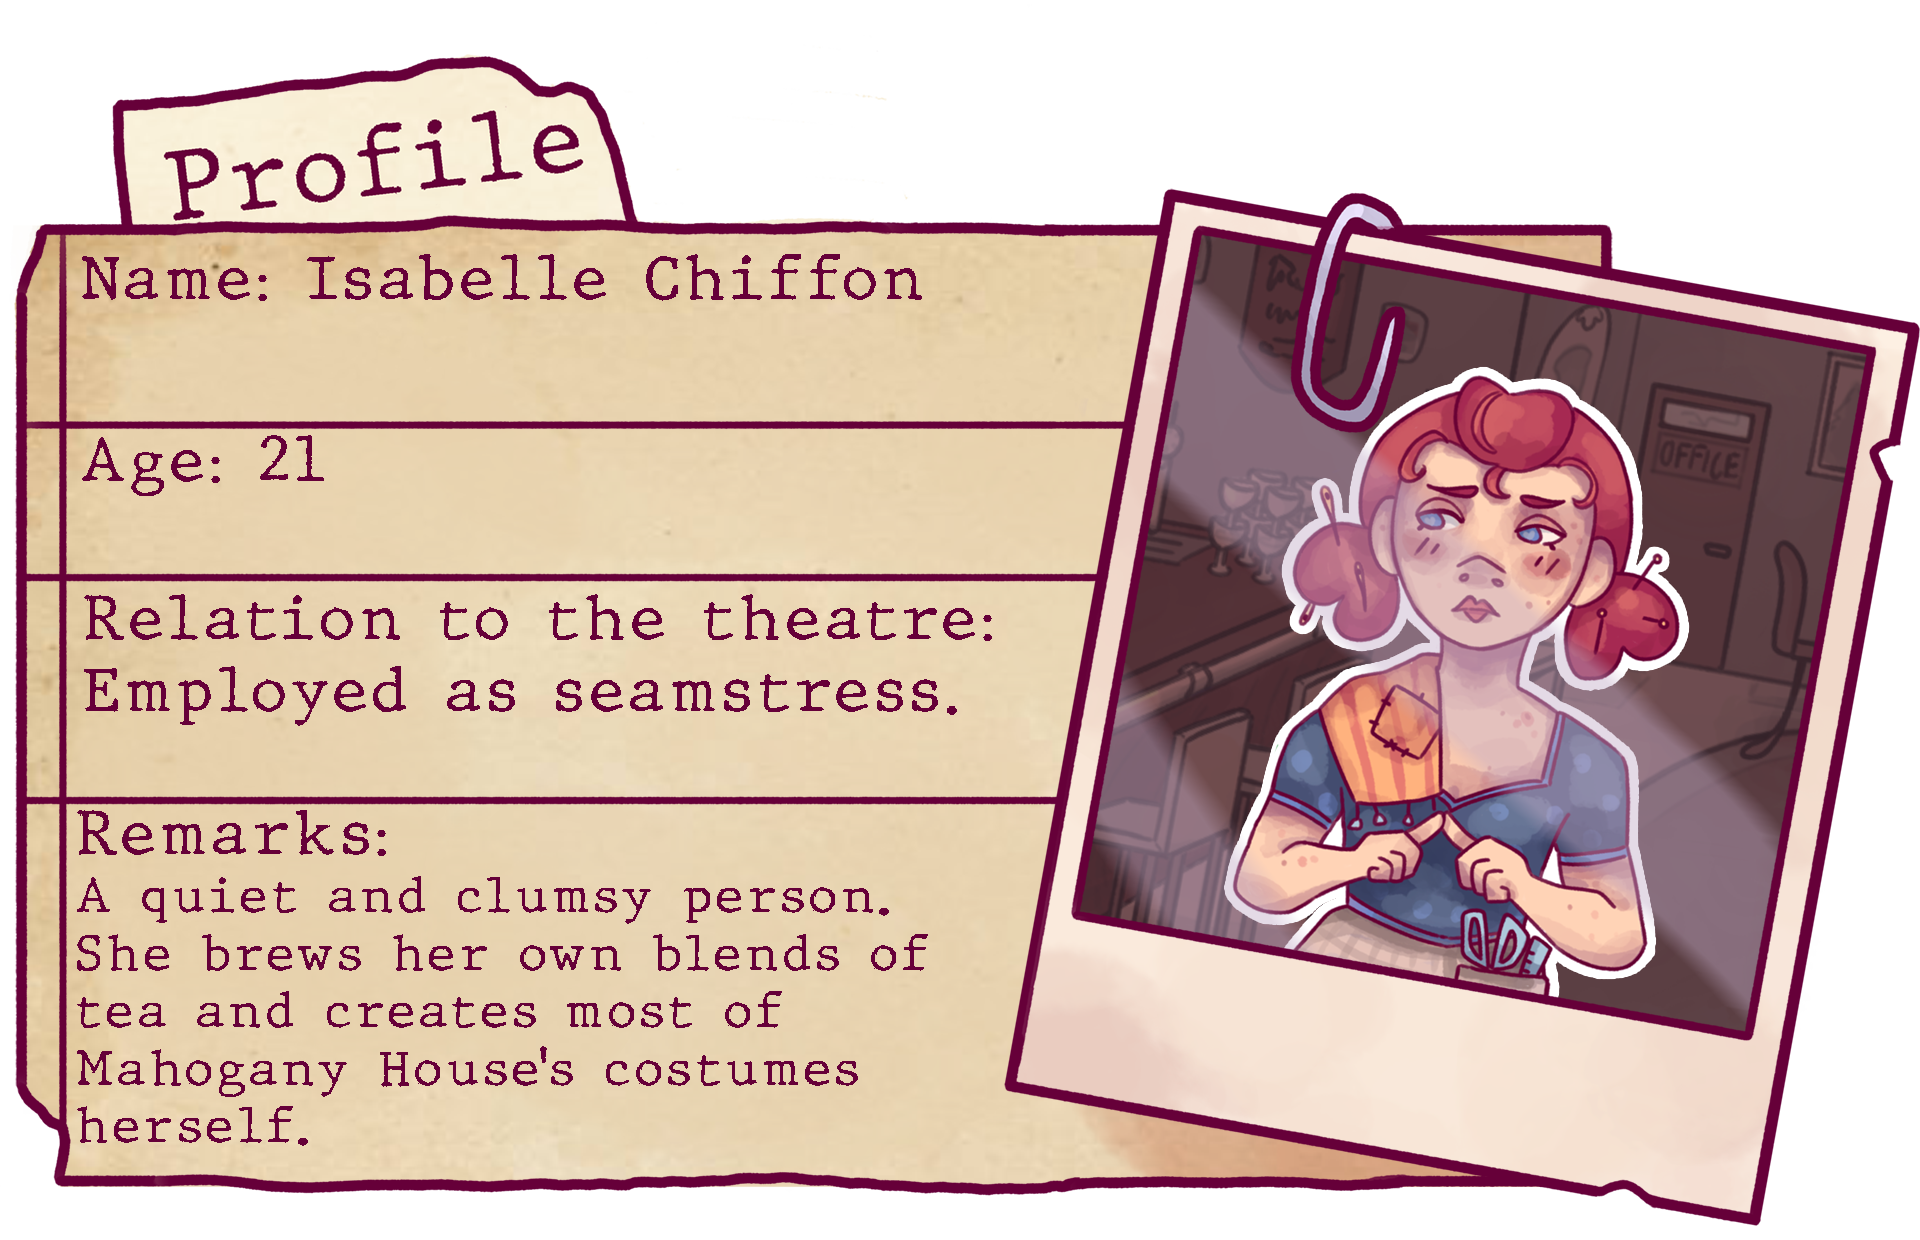 Profile
Name: Isabelle Chiffon
Age: 21
Relation to the theatre:
Employed as seamstress.
Remarks:
A quiet and clumsy person.
She brews her own blends of
tea and creates most of
Mahogany House's costumes
herself.
OFFICE